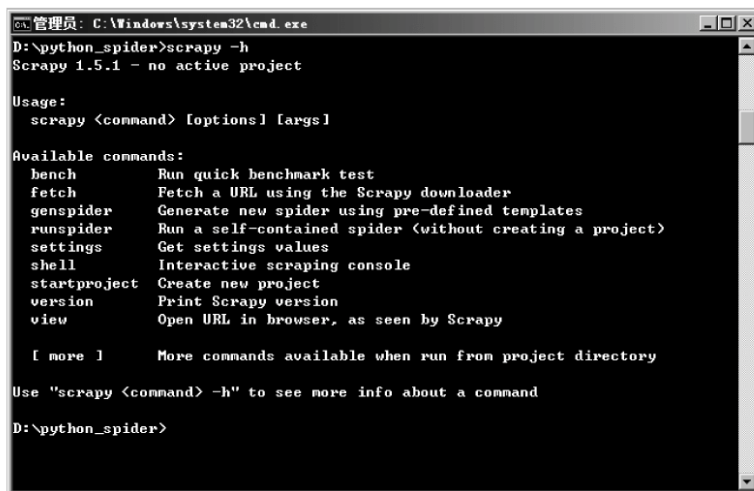 管理员: C:\Windows\system32\cmd.exe
D:\python_spider>scrapy -h
Scrapy 1.5.1 - no active project
Usage:
scrapy <command> [options] [args]
Available commands:
bench Run quick benchmark test
fetch Fetch a URL using the Scrapy downloader
genspider Generate new spider using pre-defined templates
runspider Run a self-contained spider (without creating a project)
settings Get settings values
shell Interactive scraping console
startproject Create new project
version Print Scrapy version
view Open URL in browser, as seen by Scrapy
[ more ] More commands available when run from project directory
Use "scrapy <command> -h" to see more info about a command
D:\python_spider>